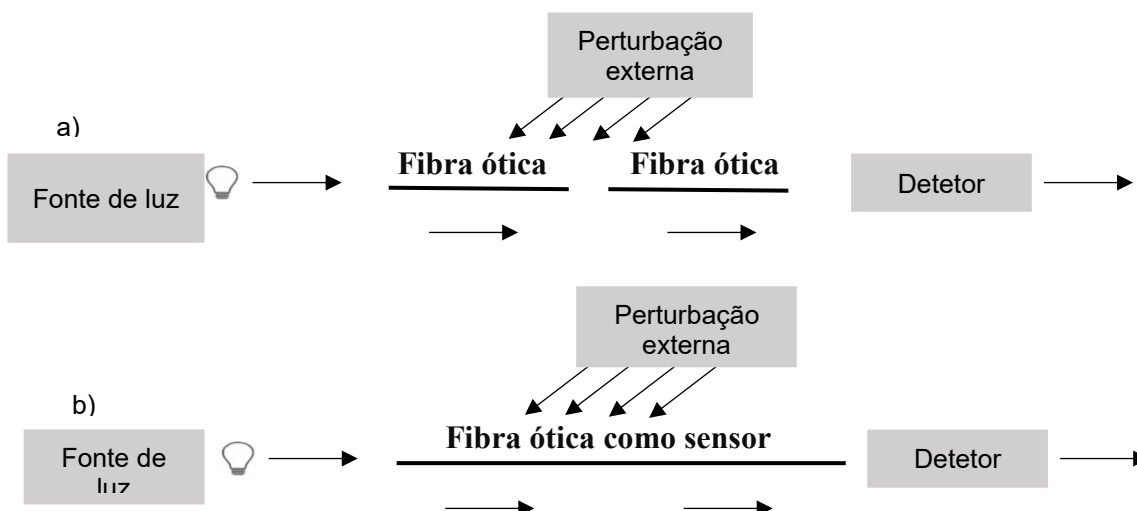 Perturbação
externa
a)
Fonte de luz
Fibra ótica
Fibra ótica
Detetor
Perturbação
externa
b)
Fonte de
luz
Fibra ótica como sensor
Detetor